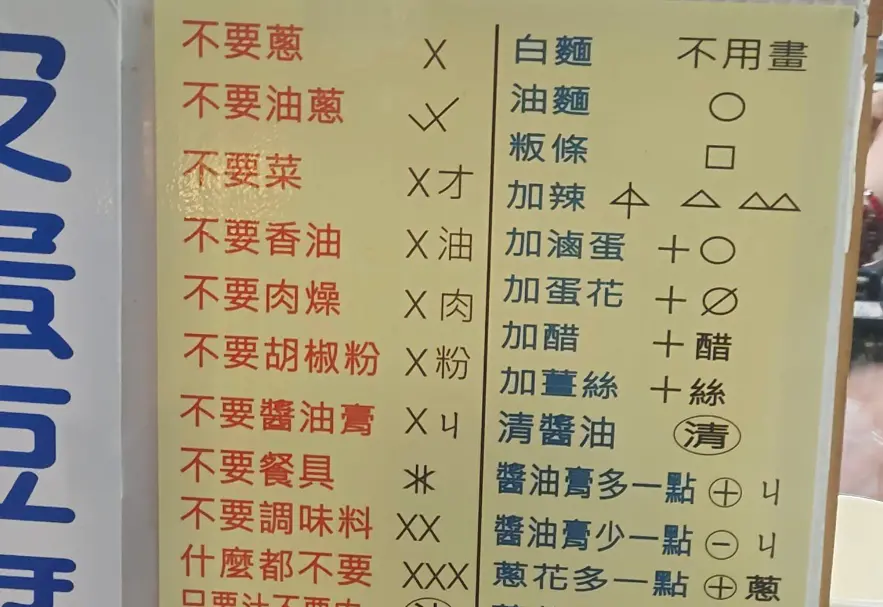 不要蔥 X
不要油蔥
不要菜 X才
不要香油 X油
不要肉燥 X肉
不要胡椒粉 X粉
不要醬油膏 Xㄐ
不要餐具
不要調味料 XX
什麼都不要 XXX
白麵 不用畫
油麵 ○
粄條 □
加辣
加滷蛋 +○
加蛋花 +∅
加醋 +醋
加薑絲 +絲
清醬油 清
醬油膏多一點 ⊕ㄐ
醬油膏少一點 ⊖ㄐ
蔥花多一點 ⊕蔥
蛋
豆